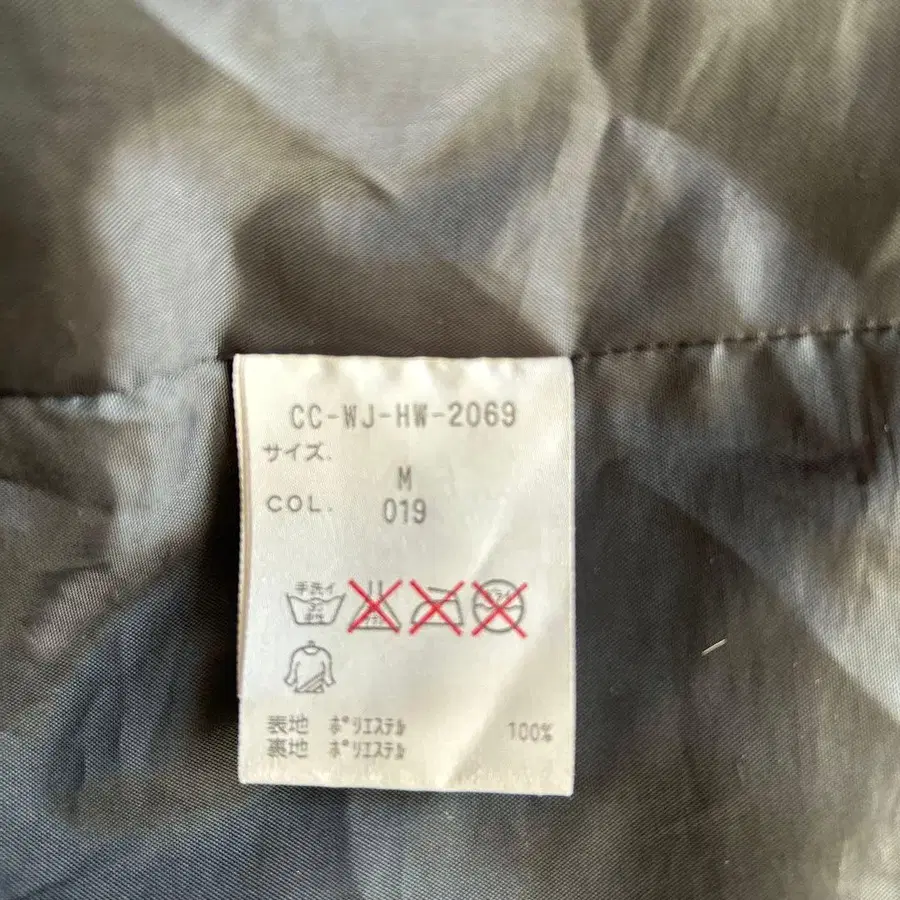 CC-WJ-HW-2069
サイズ.
M
COL. 019
手洗イ
表地 ポリエステル 100%
裏地 ポリエステル